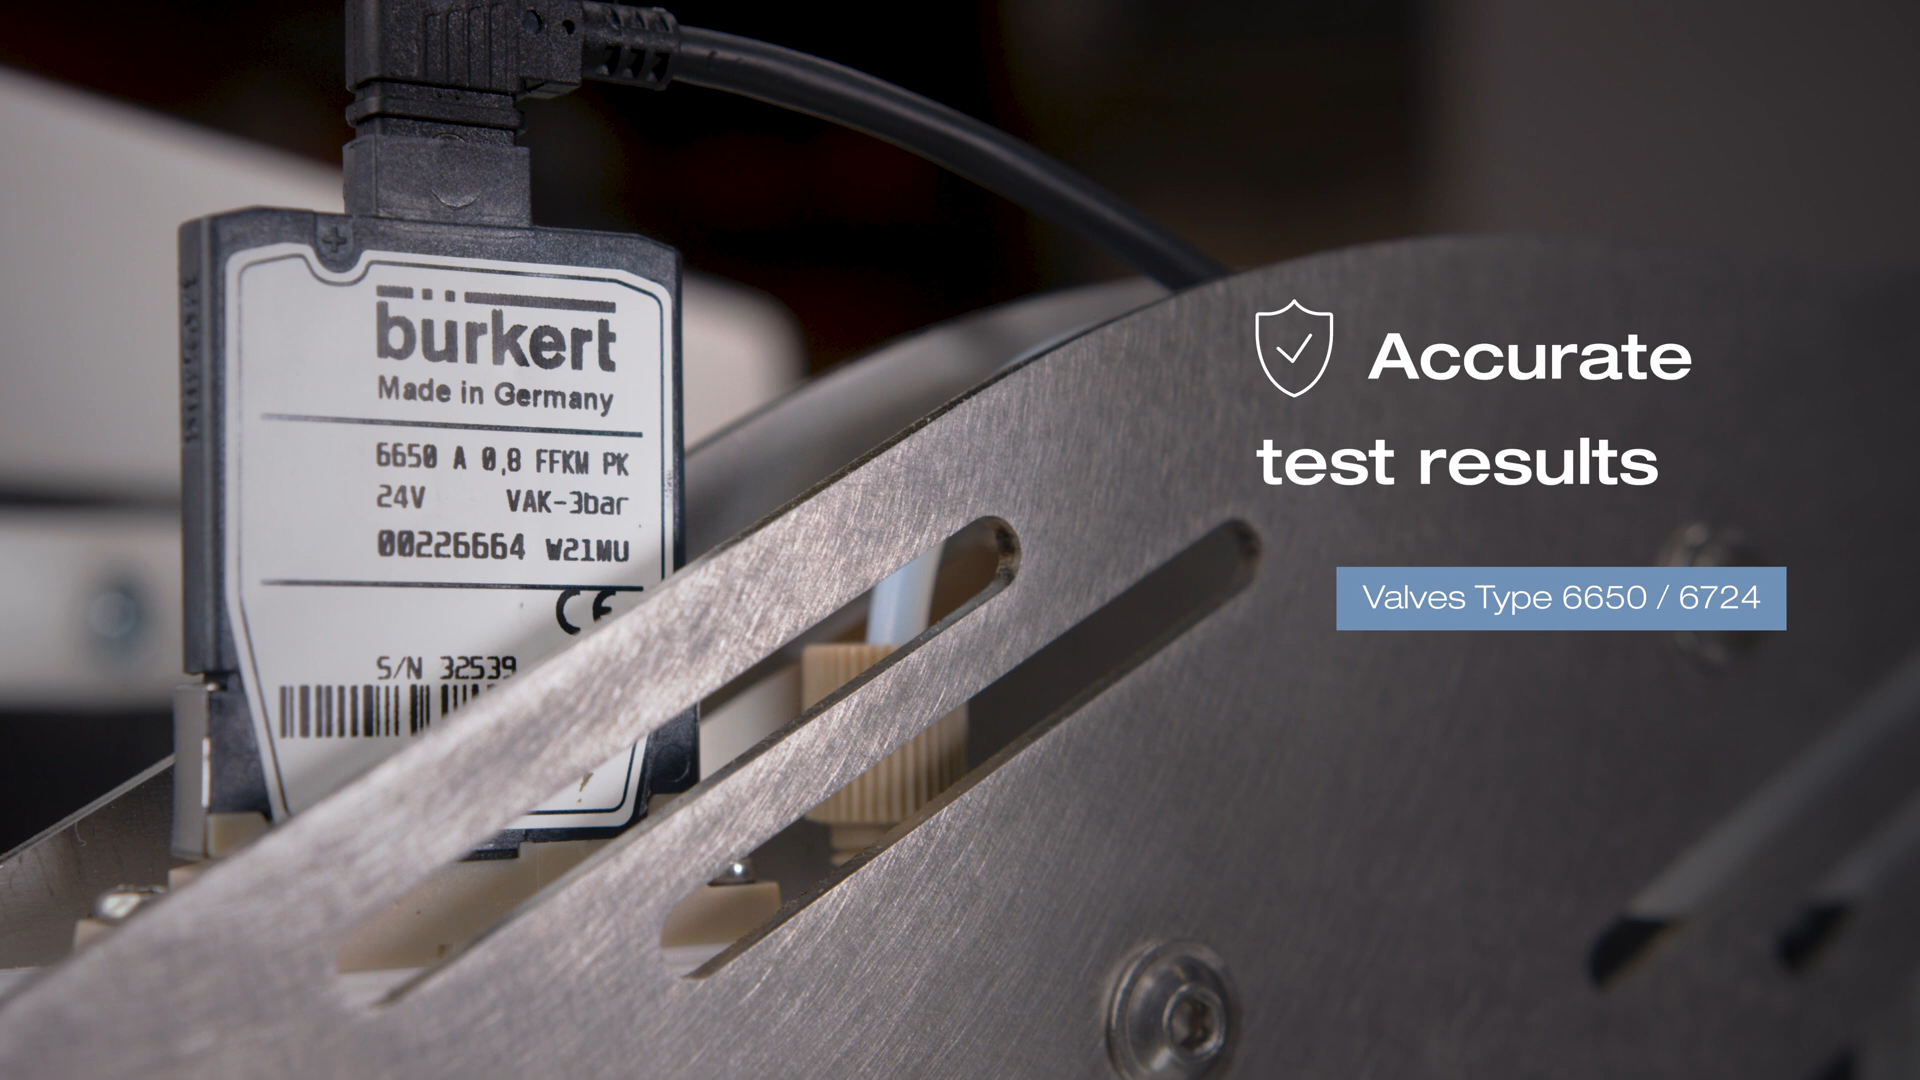 burkert
Made in Germany
6650 A 0,8 FFKM PK
24V VAK-3bar
00226664 W21MU
CE
S/N 32539
Accurate
test results
Valves Type 6650 / 6724